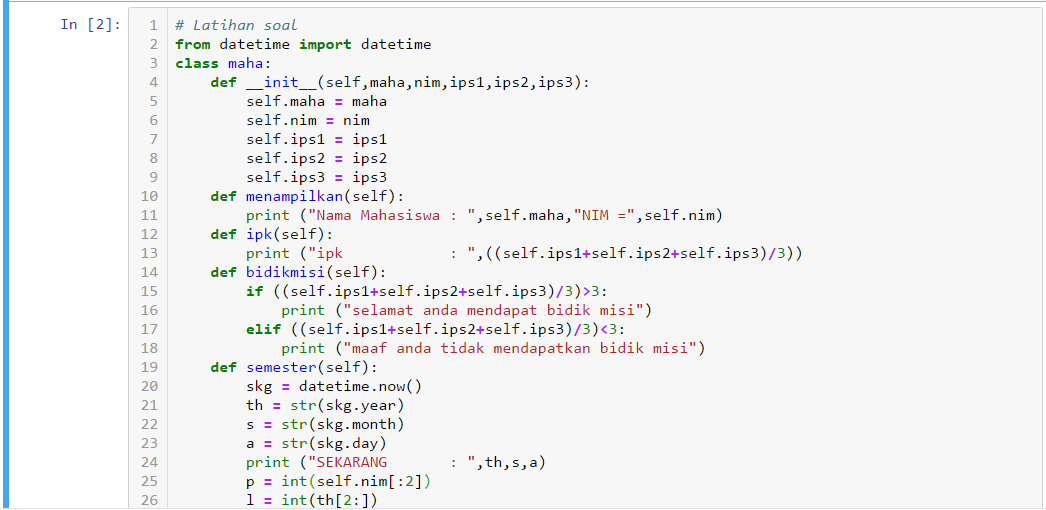 In [2]:
1 # Latihan soal
2 from datetime import datetime
3 class maha:
4     def __init__(self,maha,nim,ips1,ips2,ips3):
5         self.maha = maha
6         self.nim = nim
7         self.ips1 = ips1
8         self.ips2 = ips2
9         self.ips3 = ips3
10     def menampilkan(self):
11         print ("Nama Mahasiswa : ",self.maha,"NIM =",self.nim)
12     def ipk(self):
13         print ("ipk            : ",((self.ips1+self.ips2+self.ips3)/3))
14     def bidikmisi(self):
15         if ((self.ips1+self.ips2+self.ips3)/3)>3:
16             print ("selamat anda mendapat bidik misi")
17         elif ((self.ips1+self.ips2+self.ips3)/3)<3:
18             print ("maaf anda tidak mendapatkan bidik misi")
19     def semester(self):
20         skg = datetime.now()
21         th = str(skg.year)
22         s = str(skg.month)
23         a = str(skg.day)
24         print ("SEKARANG       : ",th,s,a)
25         p = int(self.nim[:2])
26         l = int(th[2:])